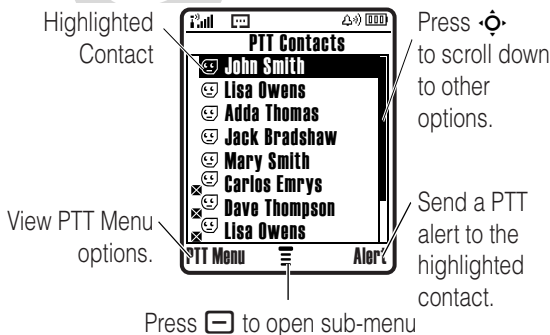 Highlighted
Contact
View PTT Menu
options.
PTT Contacts
John Smith
Lisa Owens
Adda Thomas
Jack Bradshaw
Mary Smith
Carlos Emrys
Dave Thompson
Lisa Owens
PTT Menu
Alert
Press
to scroll down
to other
options.
Send a PTT
alert to the
highlighted
contact.
Press to open sub-menu